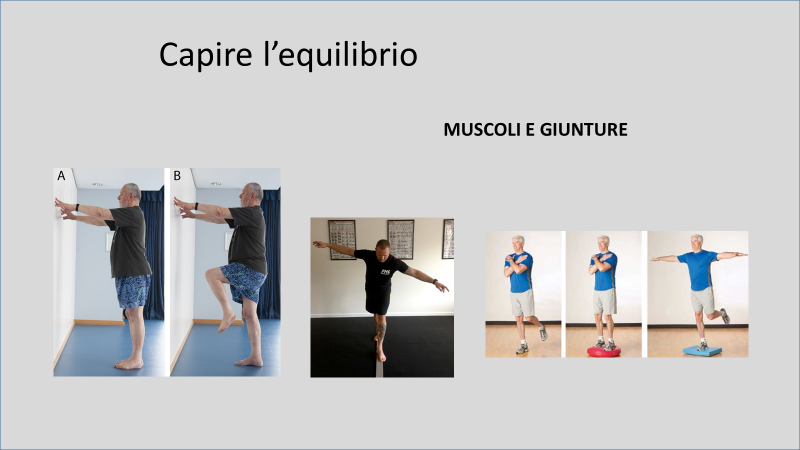 Capire l’equilibrio
MUSCOLI E GIUNTURE
A
B